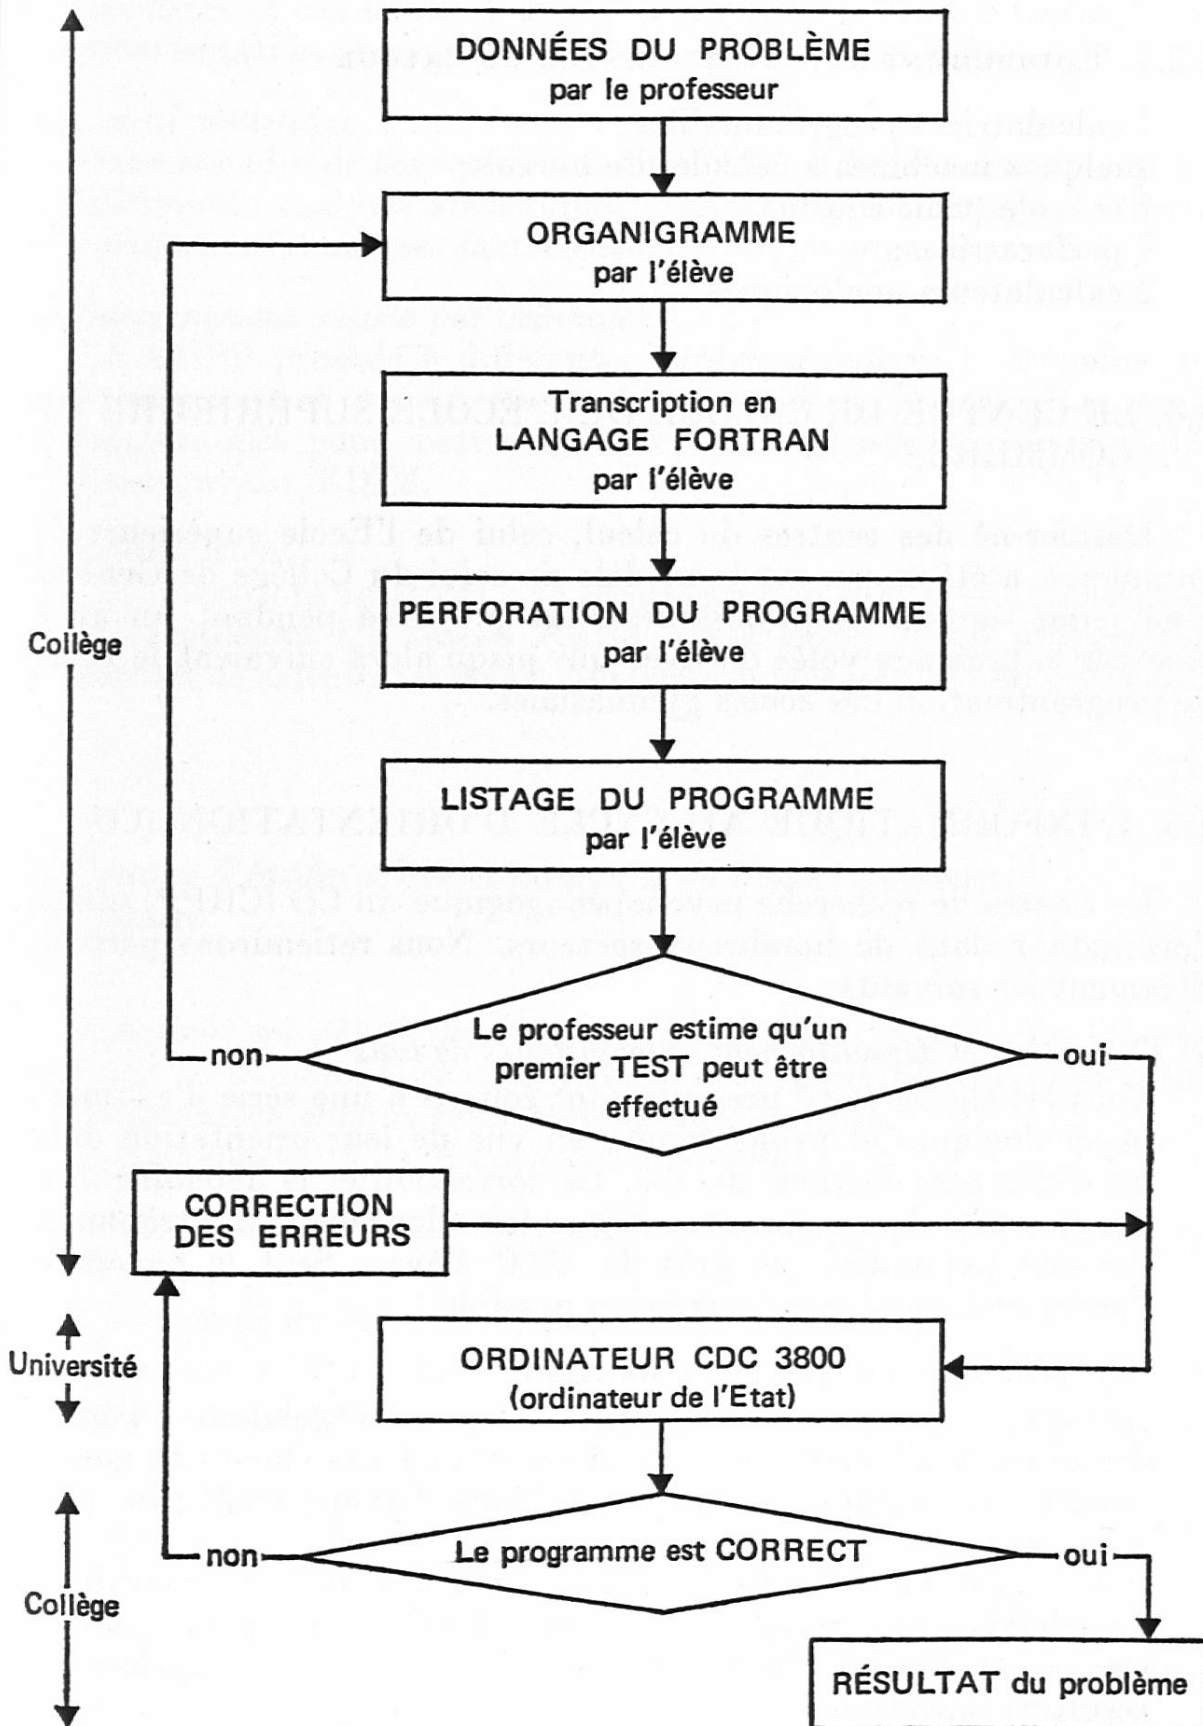 DONNÉES DU PROBLÈME
par le professeur
ORGANIGRAMME
par l'élève
Transcription en
LANGAGE FORTRAN
par l'élève
PERFORATION DU PROGRAMME
par l'élève
Collège
LISTAGE DU PROGRAMME
par l'élève
Le professeur estime qu'un
premier TEST peut être
effectué
non
oui
CORRECTION
DES ERREURS
Université
ORDINATEUR CDC 3800
(ordinateur de l'Etat)
Le programme est CORRECT
non
oui
Collège
RÉSULTAT du problème